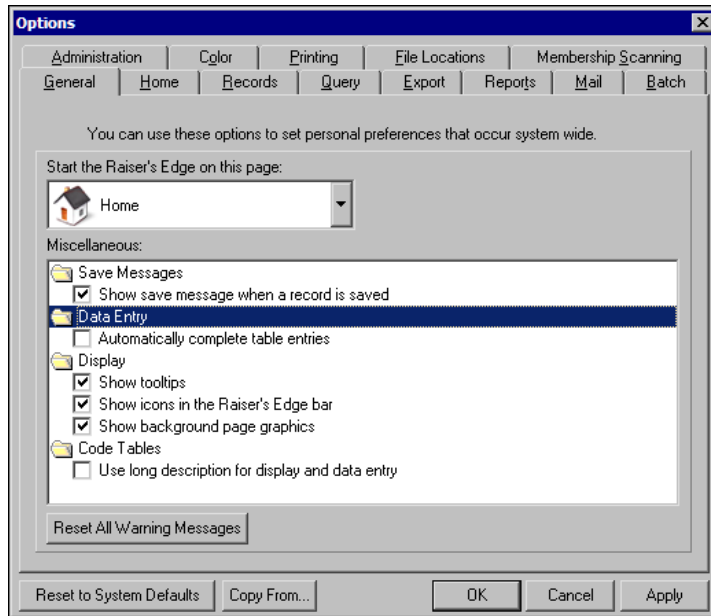 Options
Administration Color Printing File Locations Membership Scanning
General Home Records Query Export Reports Mail Batch
You can use these options to set personal preferences that occur system wide.
Start the Raiser's Edge on this page:
Home
Miscellaneous:
Save Messages
Show save message when a record is saved
Data Entry
Automatically complete table entries
Display
Show tooltips
Show icons in the Raiser's Edge bar
Show background page graphics
Code Tables
Use long description for display and data entry
Reset All Warning Messages
Reset to System Defaults Copy From... OK Cancel Apply